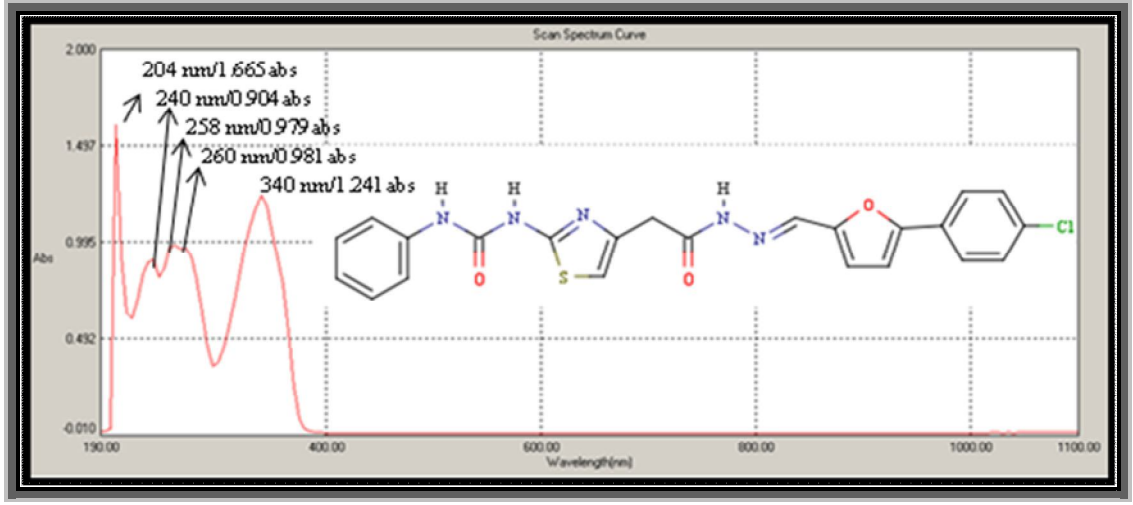 Scan Spectrum Curve
2.000
204 nm/1.665 abs
240 nm/0.904 abs
258 nm/0.979 abs
1.497
260 nm/0.981 abs
340 nm/1.241 abs
H H H
N N N N O
N Cl
0.995
Abs
O S O
0.492
-0.010
190.00 400.00 600.00 800.00 1000.00 1100.00
Wavelength(nm)